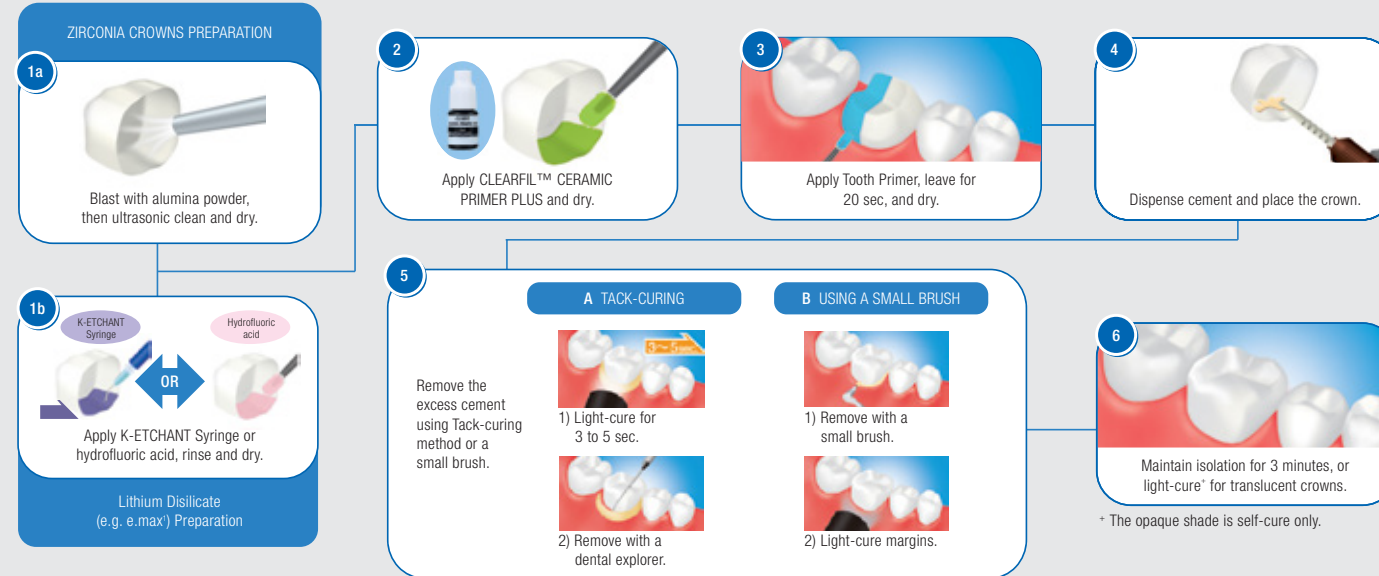 ZIRCONIA CROWNS PREPARATION
1a
Blast with alumina powder,
then ultrasonic clean and dry.
1b
K-ETCHANT
Syringe
Hydrofluoric
acid
OR
Apply K-ETCHANT Syringe or
hydrofluoric acid, rinse and dry.
Lithium Disilicate
(e.g. e.max¹) Preparation
2
Apply CLEARFIL™ CERAMIC
PRIMER PLUS and dry.
3
Apply Tooth Primer, leave for
20 sec, and dry.
4
Dispense cement and place the crown.
5
Remove the
excess cement
using Tack-curing
method or a
small brush.
A TACK-CURING
3~5sec
1) Light-cure for
3 to 5 sec.
2) Remove with a
dental explorer.
B USING A SMALL BRUSH
1) Remove with a
small brush.
2) Light-cure margins.
6
Maintain isolation for 3 minutes, or
light-cure⁺ for translucent crowns.
⁺ The opaque shade is self-cure only.